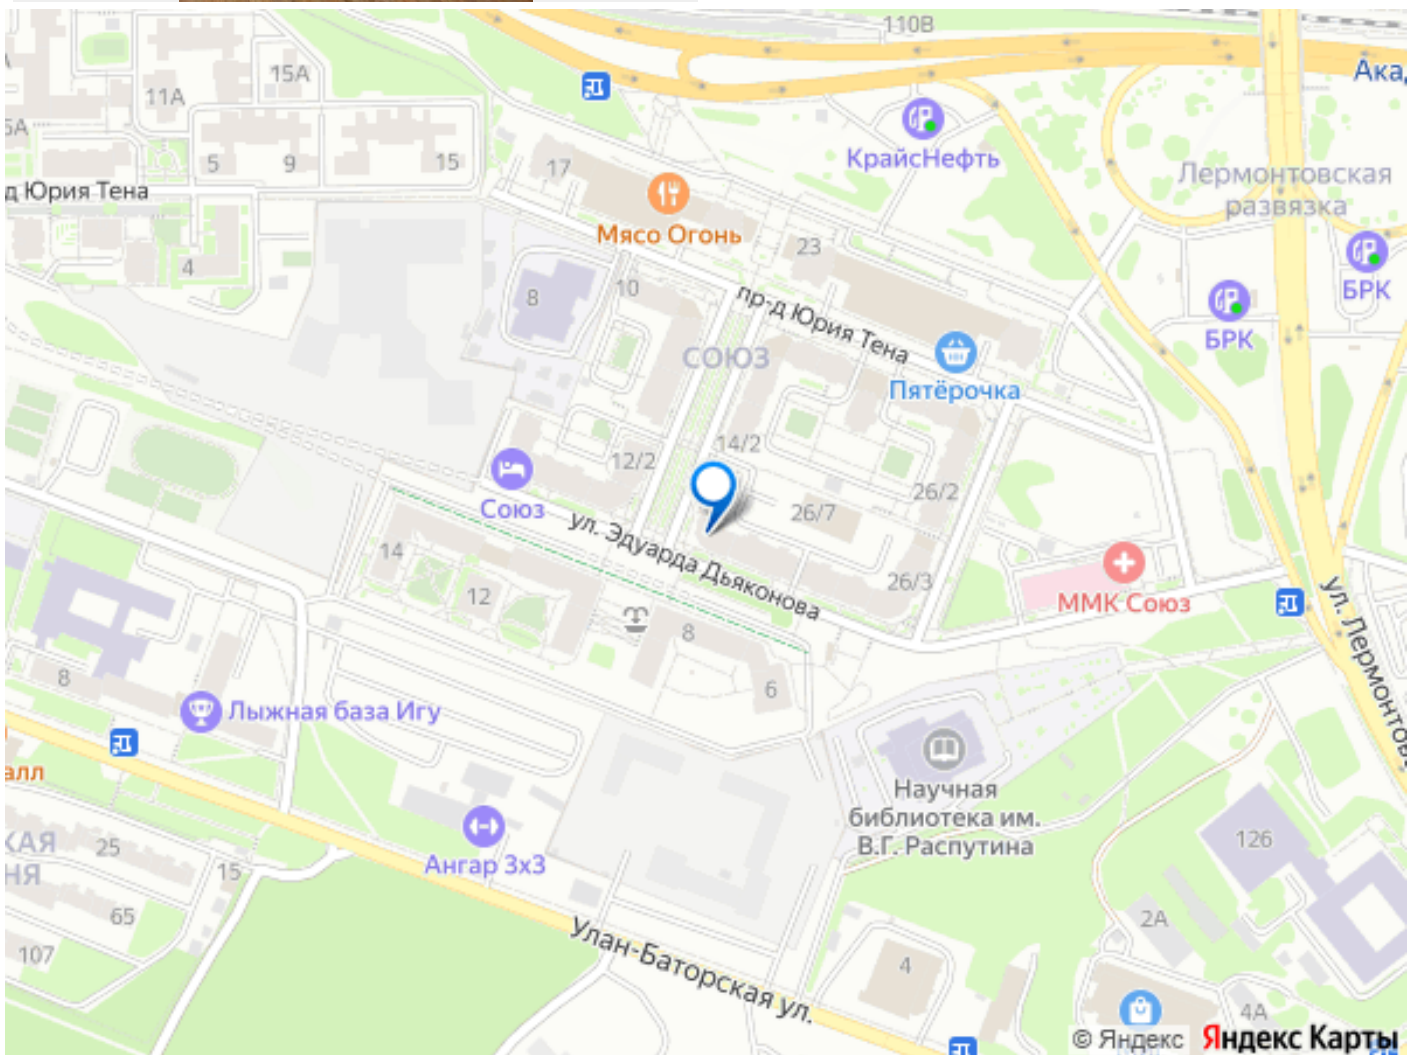 110В
Ака
15А
11А
5А
5
9
15
17
КрайсНефть
Лермонтовская
развязка
д Юрия Тена
Мясо Огонь
23
4
8
10
пр-д Юрия Тена
БРК
БРК
СОЮЗ
Пятёрочка
14/2
12/2
26/2
Союз
26/7
ул. Эдуарда Дьяконова
14
12
26/3
ММК Союз
ул. Лермонтова
8
8
6
Лыжная база Игу
алл
Научная
библиотека им.
В.Г. Распутина
126
КАЯ
НЯ
25
15
Ангар 3х3
65
2А
107
Улан-Баторская ул.
4
4А
© Яндекс Яндекс Карты